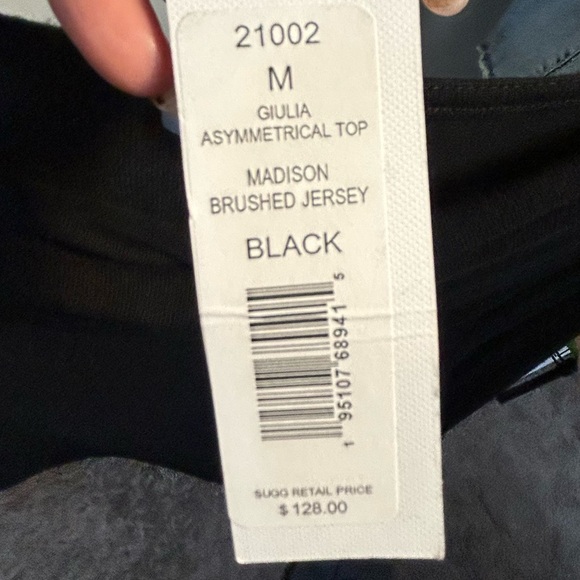 21002
M
GIULIA
ASYMMETRICAL TOP
MADISON
BRUSHED JERSEY
BLACK
1 95107 68941 5
SUGG RETAIL PRICE
$128.00